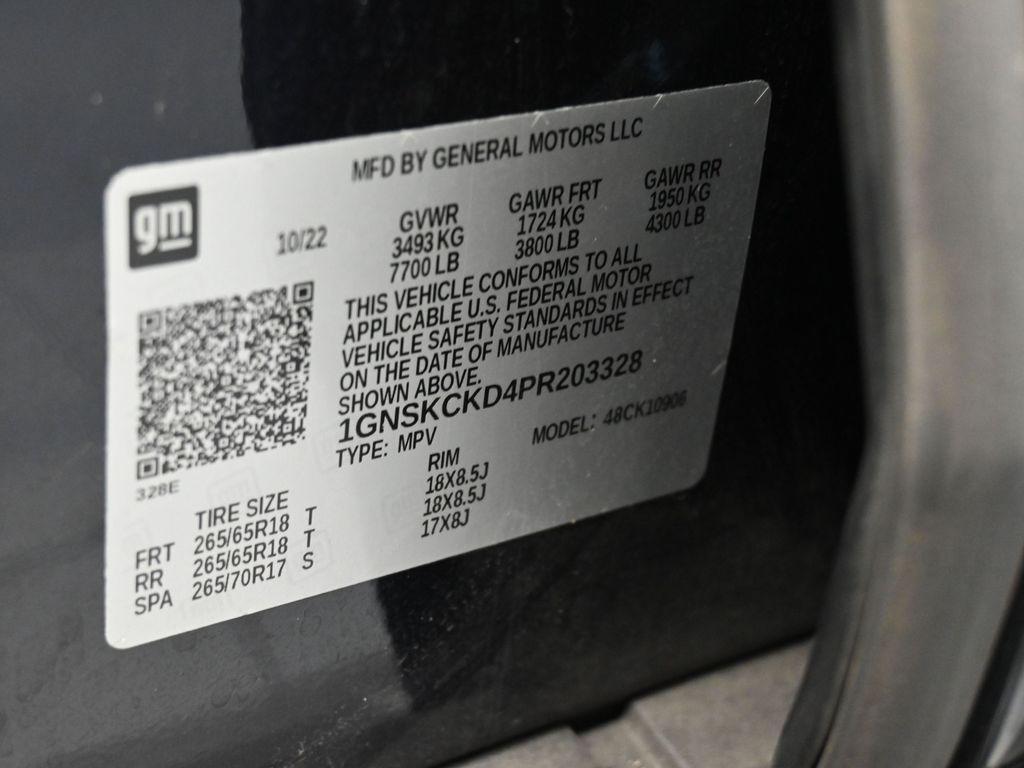 MFD BY GENERAL MOTORS LLC
gm
10/22
GVWR GAWR FRT GAWR RR
3493 KG 1724 KG 1950 KG
7700 LB 3800 LB 4300 LB
THIS VEHICLE CONFORMS TO ALL
APPLICABLE U.S. FEDERAL MOTOR
VEHICLE SAFETY STANDARDS IN EFFECT
ON THE DATE OF MANUFACTURE
SHOWN ABOVE.
1GNSKCKD4PR203328
TYPE: MPV MODEL: 48CK10906
328E
TIRE SIZE RIM
FRT 265/65R18 T 18X8.5J
RR 265/65R18 T 18X8.5J
SPA 265/70R17 S 17X8J